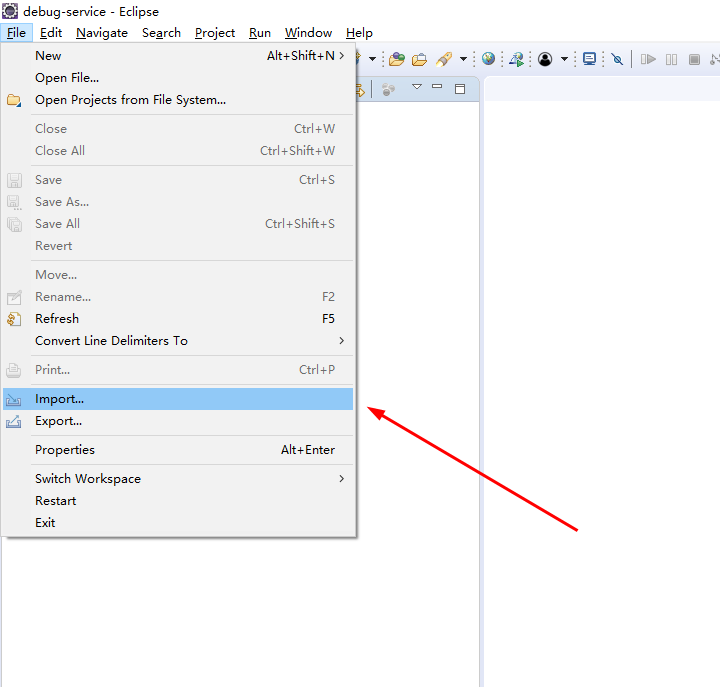 debug-service - Eclipse
File Edit Navigate Search Project Run Window Help
New Alt+Shift+N
Open File...
Open Projects from File System...
Close Ctrl+W
Close All Ctrl+Shift+W
Save Ctrl+S
Save As...
Save All Ctrl+Shift+S
Revert
Move...
Rename... F2
Refresh F5
Convert Line Delimiters To
Print... Ctrl+P
Import...
Export...
Properties Alt+Enter
Switch Workspace
Restart
Exit